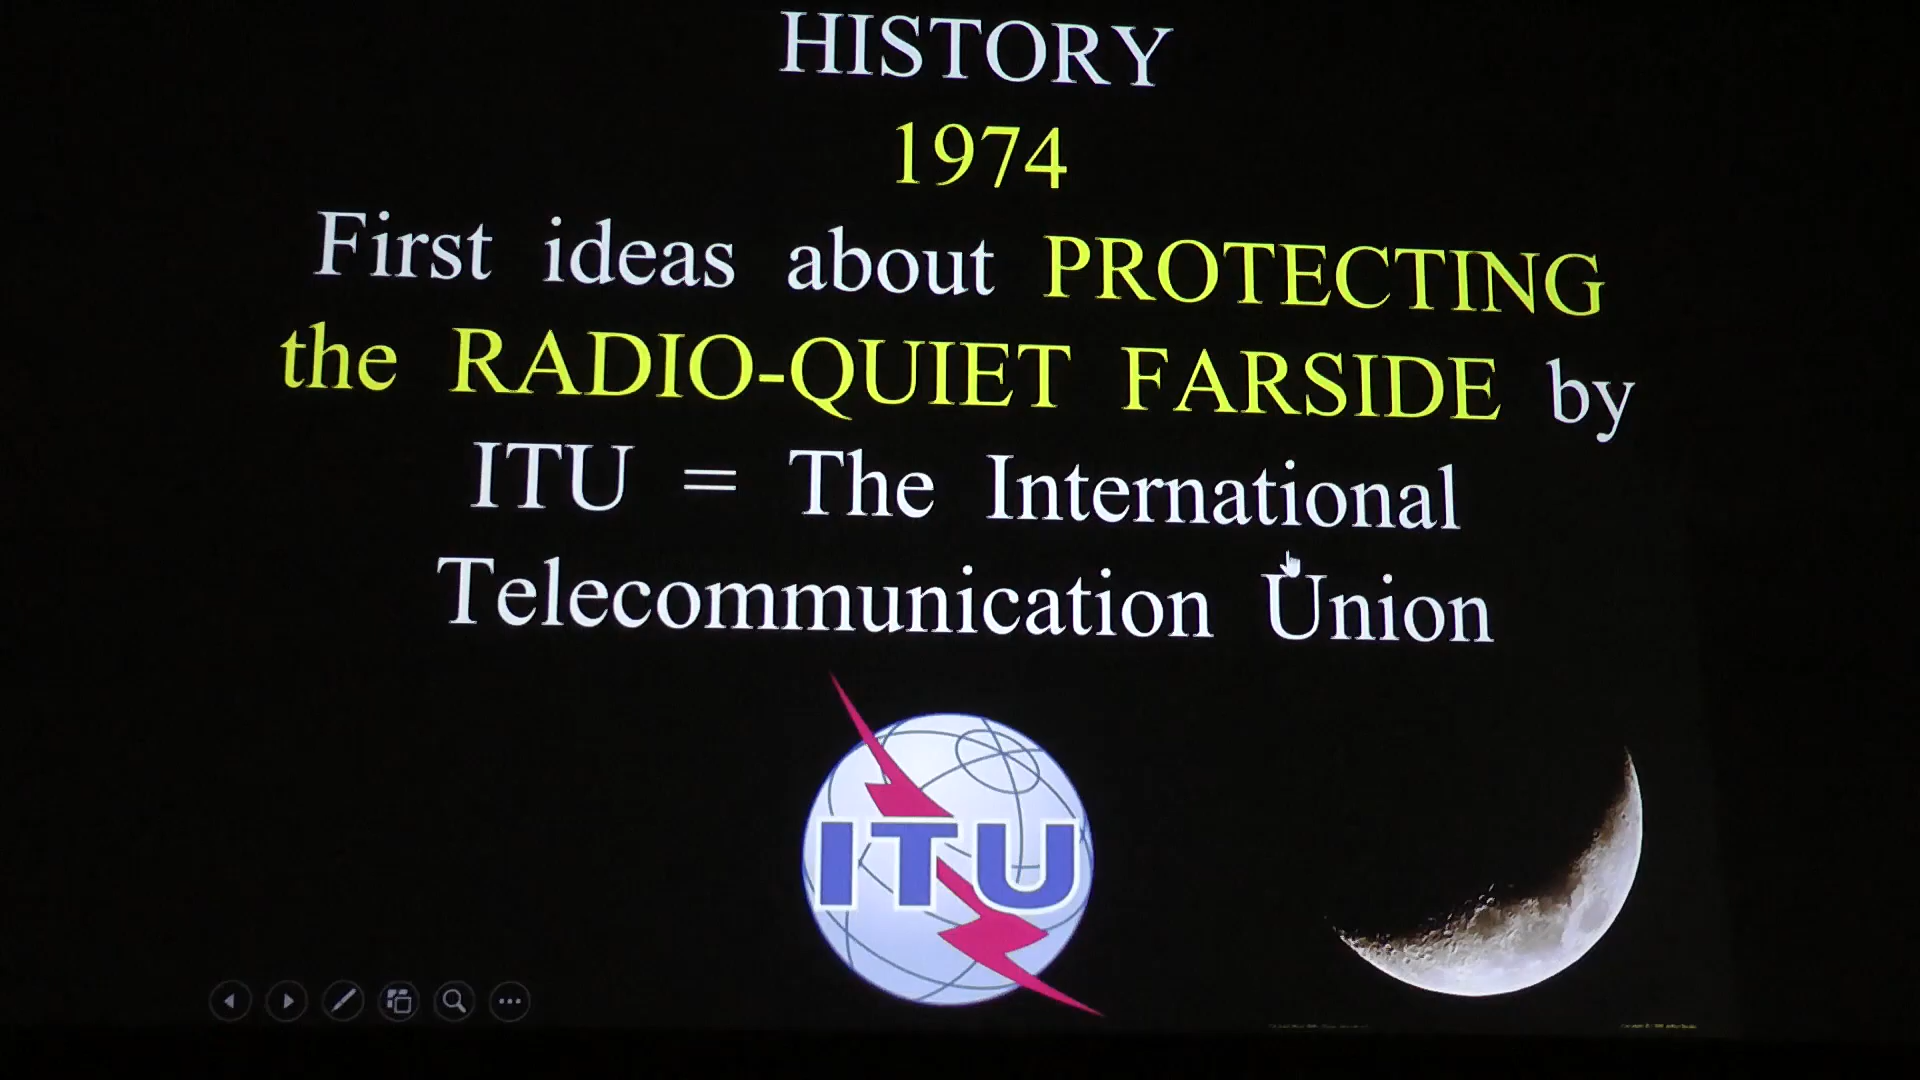 HISTORY
1974
First ideas about PROTECTING
the RADIO-QUIET FARSIDE by
ITU = The International
Telecommunication Union
ITU